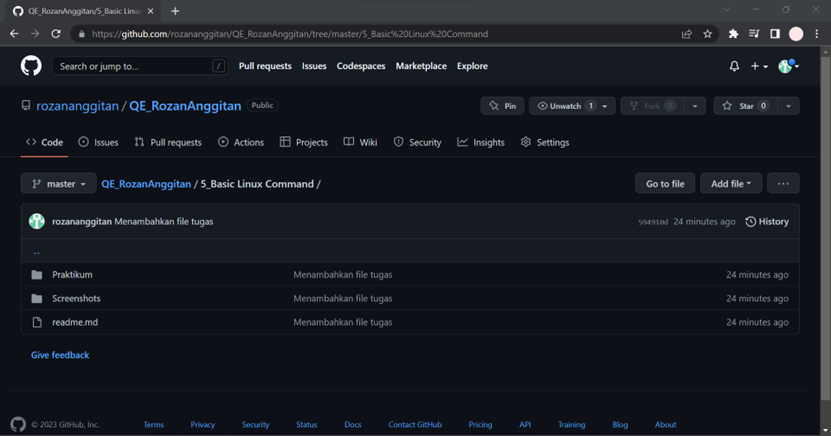 QE_RozanAnggitan/5_Basic Linux
https://github.com/rozananggitan/QE_RozanAnggitan/tree/master/5_Basic%20Linux%20Command
Search or jump to... / Pull requests Issues Codespaces Marketplace Explore
rozananggitan / QE_RozanAnggitan Public Pin Unwatch 1 Fork 0 Star 0
Code Issues Pull requests Actions Projects Wiki Security Insights Settings
master QE_RozanAnggitan / 5_Basic Linux Command / Go to file Add file ...
rozananggitan Menambahkan file tugas 594910d 24 minutes ago History
..
Praktikum Menambahkan file tugas 24 minutes ago
Screenshots Menambahkan file tugas 24 minutes ago
readme.md Menambahkan file tugas 24 minutes ago
Give feedback
© 2023 GitHub, Inc. Terms Privacy Security Status Docs Contact GitHub Pricing API Training Blog About